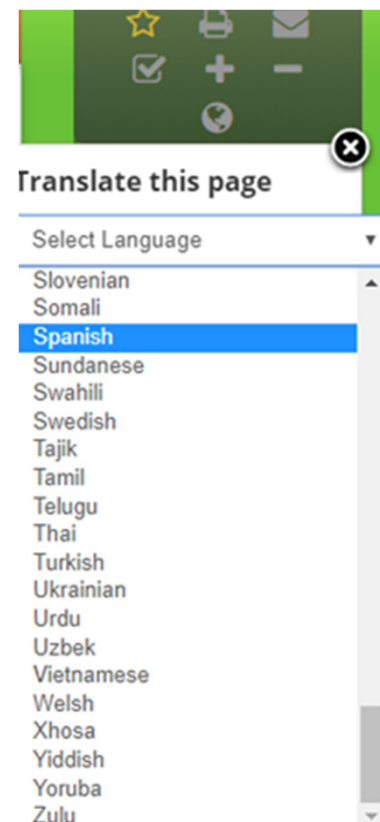 Translate this page
Select Language
Slovenian
Somali
Spanish
Sundanese
Swahili
Swedish
Tajik
Tamil
Telugu
Thai
Turkish
Ukrainian
Urdu
Uzbek
Vietnamese
Welsh
Xhosa
Yiddish
Yoruba
Zulu